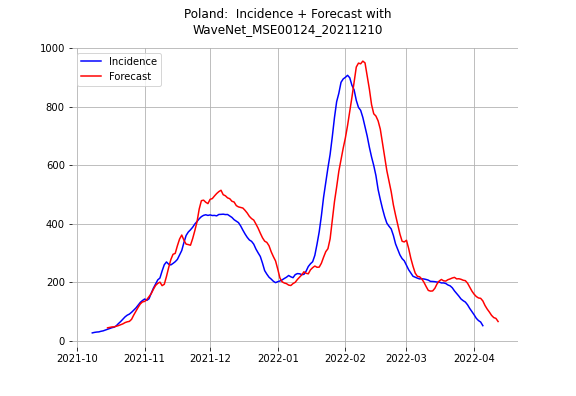 Poland:  Incidence + Forecast with
WaveNet_MSE00124_20211210
1000
800
600
400
200
0
Incidence
Forecast
2021-10 2021-11 2021-12 2022-01 2022-02 2022-03 2022-04